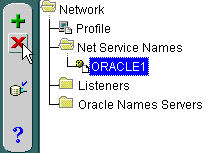 Network
Profile
Net Service Names
ORACLE1
Listeners
Oracle Names Servers